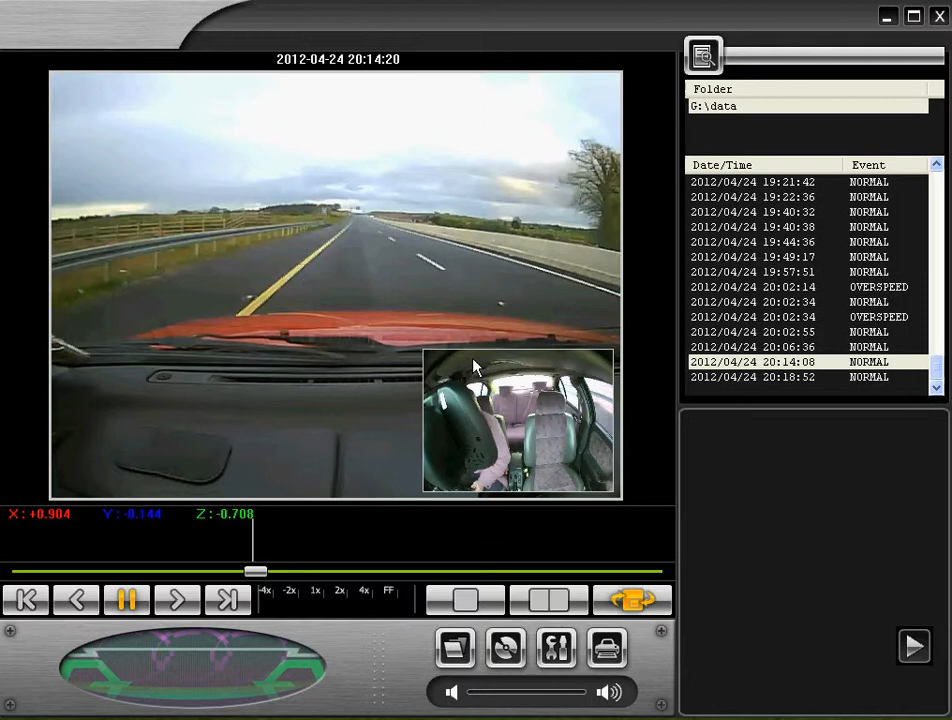 X
2012-04-24 20:14:20
Folder
G:\data
Date/Time Event
2012/04/24 19:21:42 NORMAL
2012/04/24 19:22:36 NORMAL
2012/04/24 19:40:32 NORMAL
2012/04/24 19:40:38 NORMAL
2012/04/24 19:44:36 NORMAL
2012/04/24 19:49:17 NORMAL
2012/04/24 19:57:51 NORMAL
2012/04/24 20:02:14 OVERSPEED
2012/04/24 20:02:34 NORMAL
2012/04/24 20:02:34 OVERSPEED
2012/04/24 20:02:55 NORMAL
2012/04/24 20:06:36 NORMAL
2012/04/24 20:14:08 NORMAL
2012/04/24 20:18:52 NORMAL
X: +0.904 Y: -0.144 Z: -0.708
-4x -2x 1x 2x 4x FF